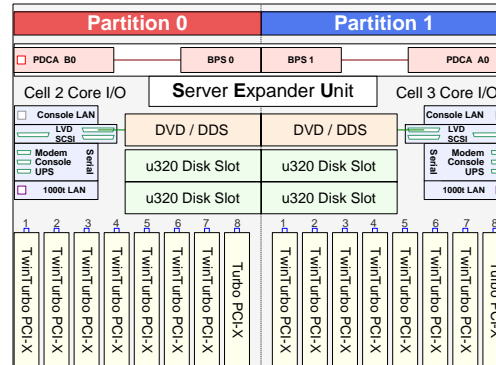 Partition 0 Partition 1
PDCA B0 BPS 0 BPS 1 PDCA A0
Server Expander Unit
Cell 2 Core I/O Cell 3 Core I/O
Console LAN Console LAN
LVD SCSI DVD / DDS DVD / DDS LVD SCSI
Modem Console UPS Serial u320 Disk Slot u320 Disk Slot Serial Modem Console UPS
1000t LAN u320 Disk Slot u320 Disk Slot 1000t LAN
1 2 3 4 5 6 7 8 1 2 3 4 5 6 7 8
TwinTurbo PCI-X
TwinTurbo PCI-X
TwinTurbo PCI-X
TwinTurbo PCI-X
TwinTurbo PCI-X
TwinTurbo PCI-X
TwinTurbo PCI-X
Turbo PCI-X
TwinTurbo PCI-X
TwinTurbo PCI-X
TwinTurbo PCI-X
TwinTurbo PCI-X
TwinTurbo PCI-X
TwinTurbo PCI-X
TwinTurbo PCI-X
Turbo PCI-X